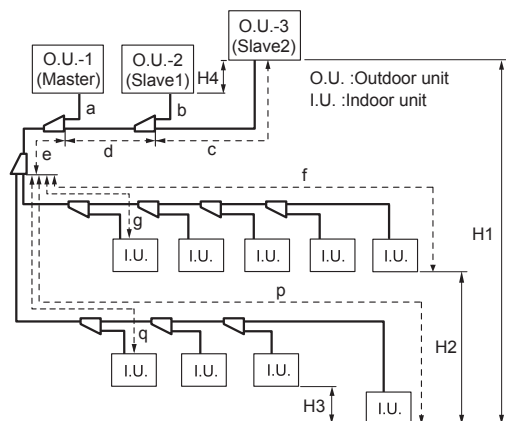 O.U.-1
(Master)
O.U.-2
(Slave1)
O.U.-3
(Slave2)
H4
O.U. :Outdoor unit
I.U. :Indoor unit
a
b
e
d
c
f
g
H1
I.U.
I.U.
I.U.
I.U.
I.U.
p
q
H2
I.U.
I.U.
I.U.
H3
I.U.